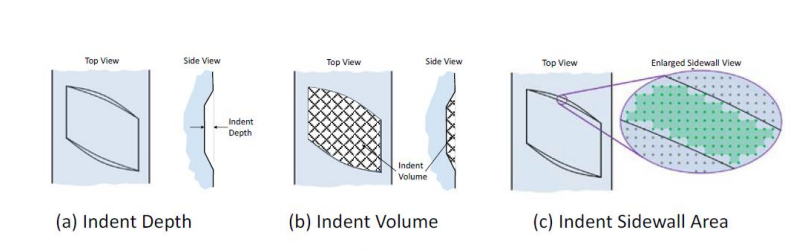 Top View
Side View
Indent
Depth
(a) Indent Depth
Top View
Side View
Indent
Volume
(b) Indent Volume
Top View
Enlarged Sidewall View
(c) Indent Sidewall Area